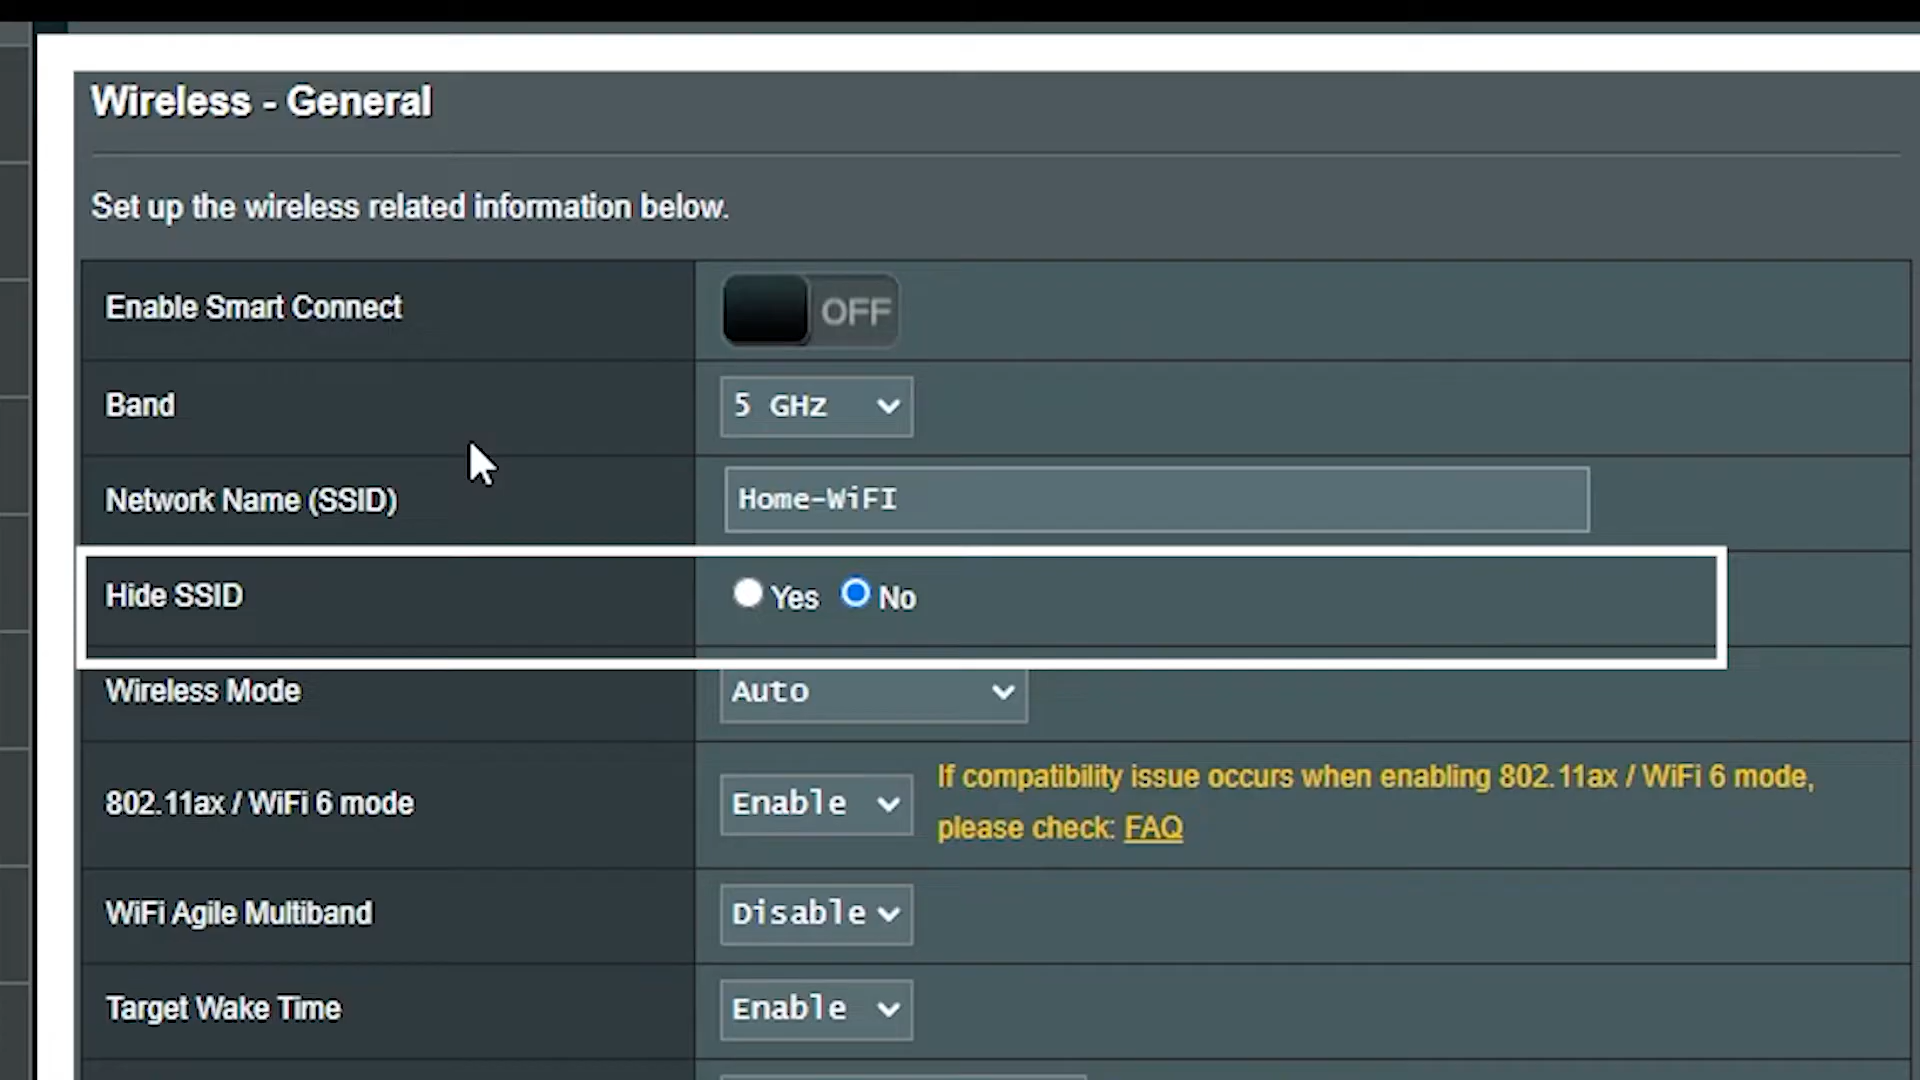 Wireless - General
Set up the wireless related information below.
Enable Smart Connect OFF
Band 5 GHz
Network Name (SSID) Home-WiFI
Hide SSID Yes No
Wireless Mode Auto
802.11ax / WiFi 6 mode Enable If compatibility issue occurs when enabling 802.11ax / WiFi 6 mode,
please check: FAQ
WiFi Agile Multiband Disable
Target Wake Time Enable